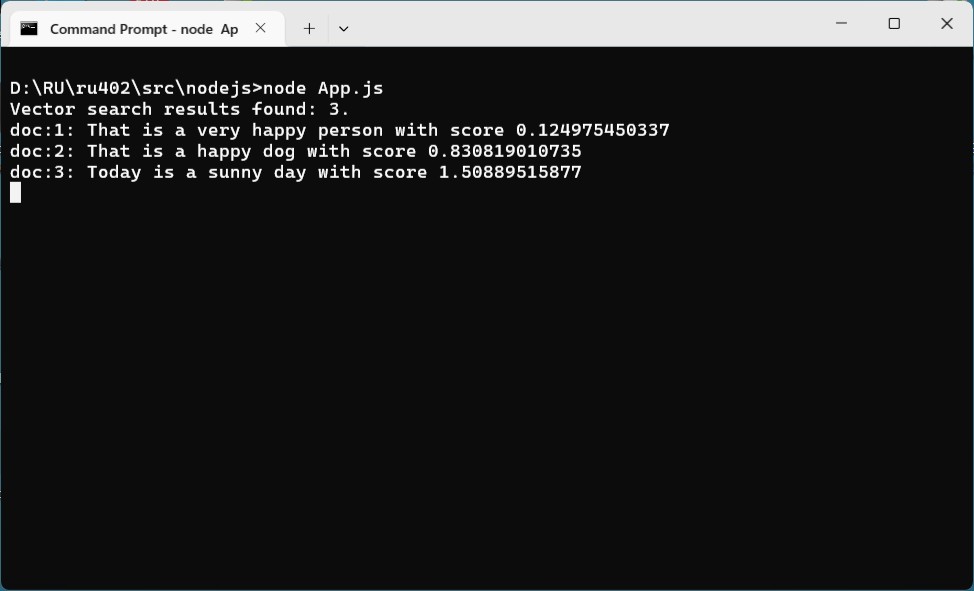 Command Prompt - node Ap
D:\RU\ru402\src\nodejs>node App.js
Vector search results found: 3.
doc:1: That is a very happy person with score 0.124975450337
doc:2: That is a happy dog with score 0.830819010735
doc:3: Today is a sunny day with score 1.50889515877